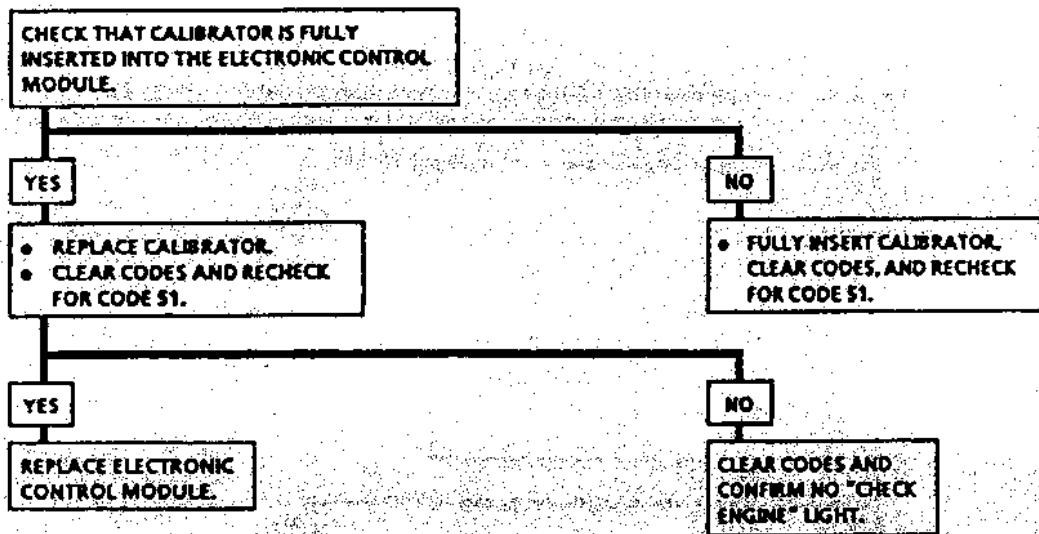 CHECK THAT CALIBRATOR IS FULLY
INSERTED INTO THE ELECTRONIC CONTROL
MODULE.
YES
NO
● REPLACE CALIBRATOR.
● CLEAR CODES AND RECHECK
FOR CODE 51.
● FULLY INSERT CALIBRATOR,
CLEAR CODES, AND RECHECK
FOR CODE 51.
YES
NO
REPLACE ELECTRONIC
CONTROL MODULE.
CLEAR CODES AND
CONFIRM NO "CHECK
ENGINE" LIGHT.